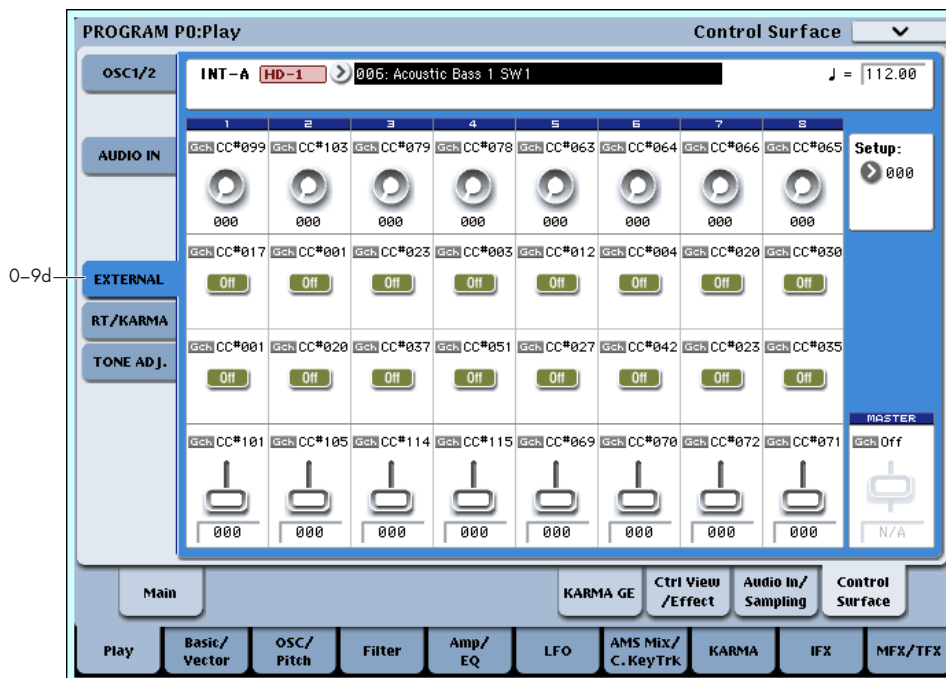 PROGRAM P0:Play Control Surface
OSC1/2
INT-A HD-1 006: Acoustic Bass 1 SW1 ♩ = 112.00
1 2 3 4 5 6 7 8
AUDIO IN
Gch CC#099 Gch CC#103 Gch CC#079 Gch CC#078 Gch CC#063 Gch CC#064 Gch CC#066 Gch CC#065
Setup:
000
000 000 000 000 000 000 000 000
Gch CC#017 Gch CC#001 Gch CC#023 Gch CC#003 Gch CC#012 Gch CC#004 Gch CC#020 Gch CC#030
0–9d
EXTERNAL
Off Off Off Off Off Off Off Off
RT/KARMA
Gch CC#001 Gch CC#020 Gch CC#037 Gch CC#051 Gch CC#027 Gch CC#042 Gch CC#023 Gch CC#035
TONE ADJ.
Off Off Off Off Off Off Off Off
MASTER
Gch CC#101 Gch CC#105 Gch CC#114 Gch CC#115 Gch CC#069 Gch CC#070 Gch CC#072 Gch CC#071 Gch Off
000 000 000 000 000 000 000 000 N/A
Main
KARMA GE
Ctrl View
/Effect
Audio In/
Sampling
Control
Surface
Play
Basic/
Vector
OSC/
Pitch
Filter
Amp/
EQ
LFO
AMS Mix/
C.KeyTrk
KARMA
IFX
MFX/TFX